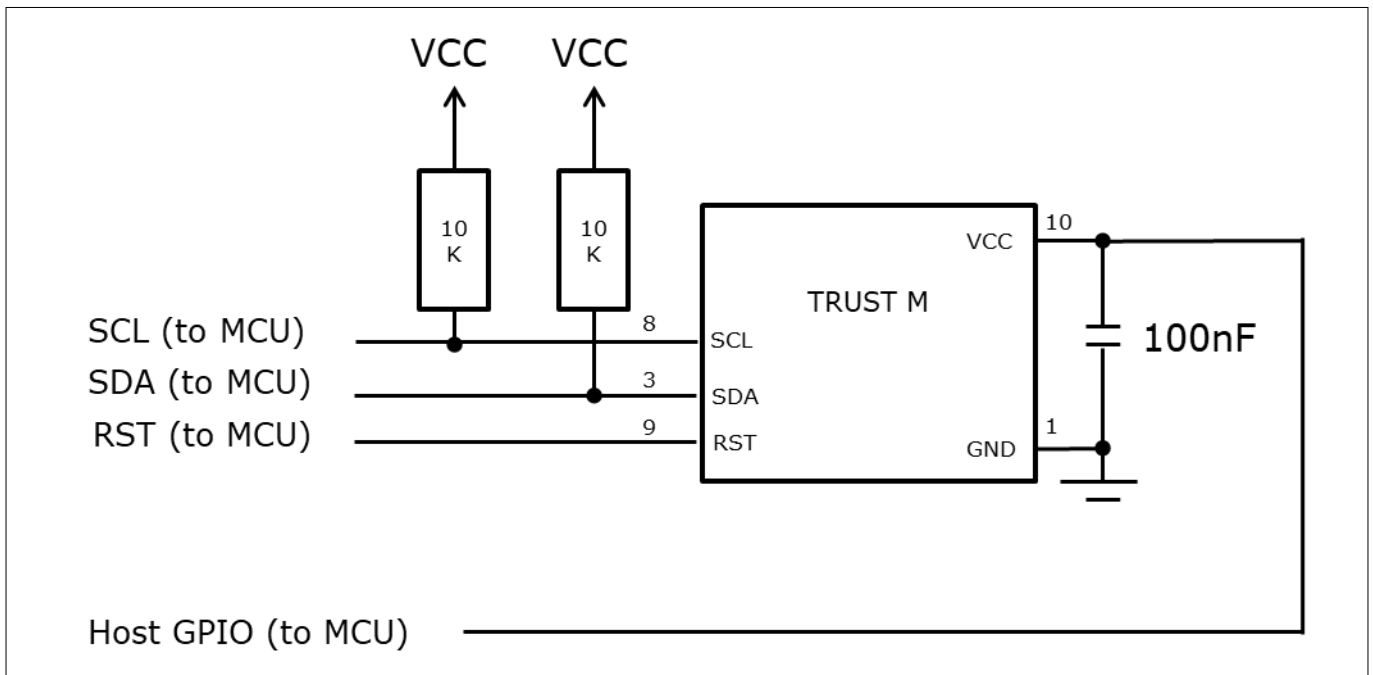 VCC VCC
10
K
10
K
10
VCC
TRUST M
SCL (to MCU)
8
SCL
100nF
SDA (to MCU)
3
SDA
RST (to MCU)
9
RST
1
GND
Host GPIO (to MCU)